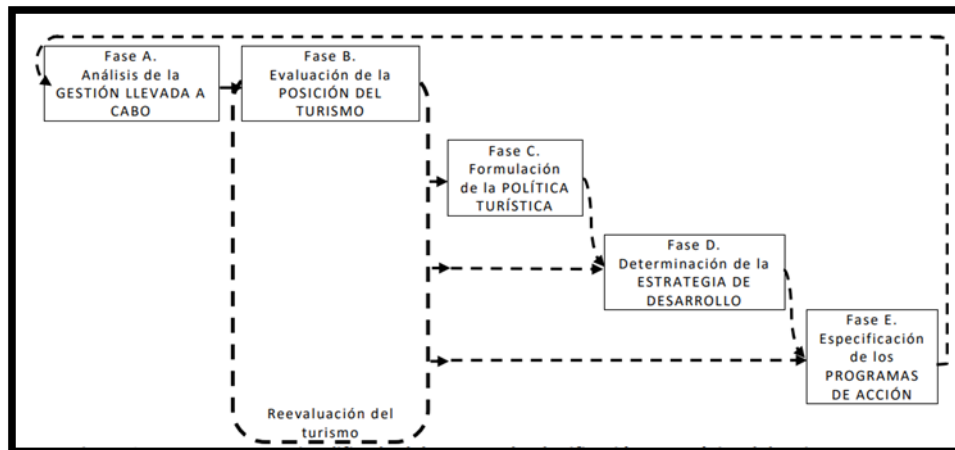 Fase A.
Análisis de la
GESTIÓN LLEVADA A
CABO
Fase B.
Evaluación de la
POSICIÓN DEL
TURISMO
Fase C.
Formulación
de la POLÍTICA
TURÍSTICA
Fase D.
Determinación de la
ESTRATEGIA DE
DESARROLLO
Fase E.
Especificación
de los
PROGRAMAS
DE ACCIÓN
Reevaluación del
turismo